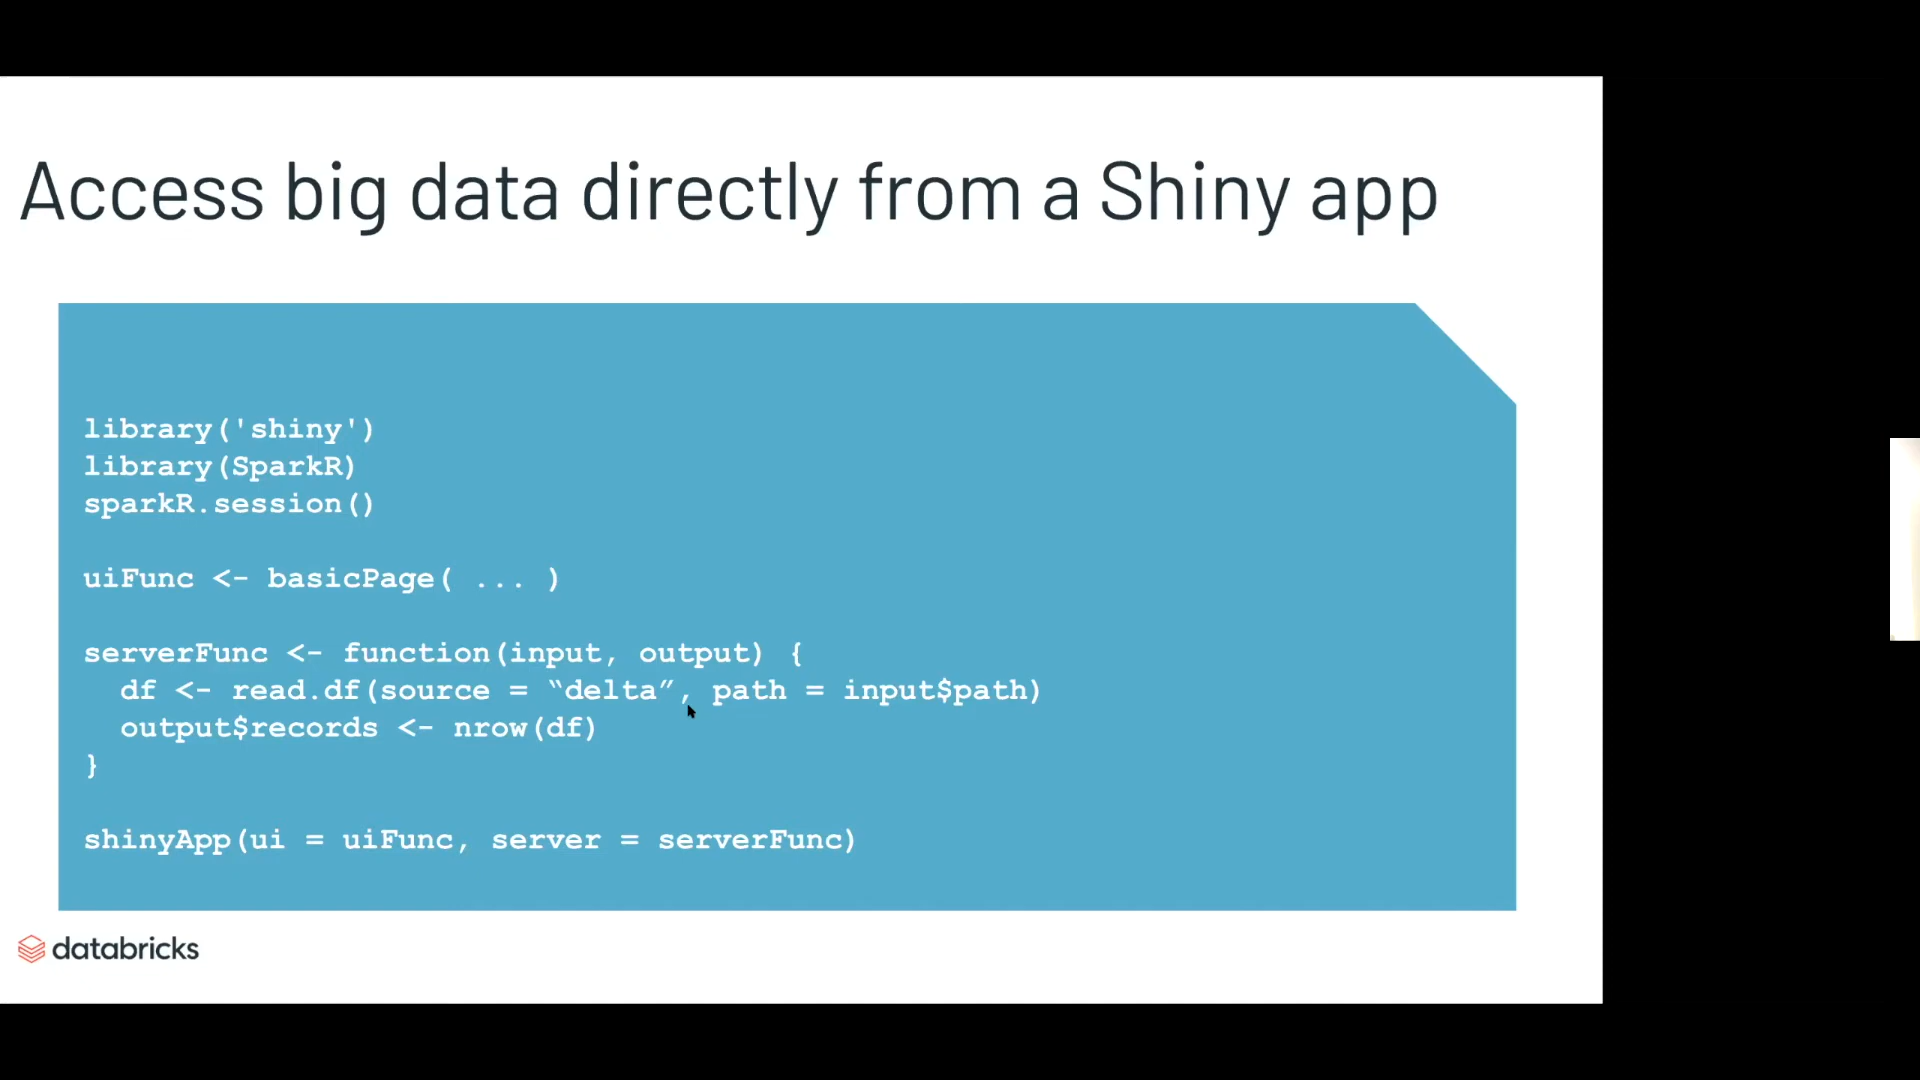 Access big data directly from a Shiny app
library('shiny')
library(SparkR)
sparkR.session()
uiFunc <- basicPage( ... )
serverFunc <- function(input, output) {
df <- read.df(source = “delta”, path = input$path)
output$records <- nrow(df)
}
shinyApp(ui = uiFunc, server = serverFunc)
databricks